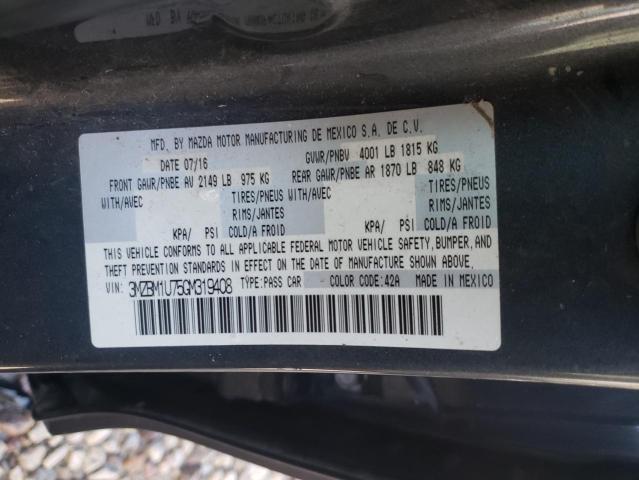 MFD. BY MAZDA MOTOR MANUFACTURING DE MEXICO S.A. DE C.V.
DATE 07/16 GVWR/PNBV 4001 LB 1815 KG
FRONT GAWR/PNBE AV 2149 LB 975 KG REAR GAWR/PNBE AR 1870 LB 848 KG
WITH/AVEC TIRES/PNEUS WITH/AVEC TIRES/PNEUS
RIMS/JANTES RIMS/JANTES
KPA/ PSI COLD/A FROID KPA/ PSI COLD/A FROID
THIS VEHICLE CONFORMS TO ALL APPLICABLE FEDERAL MOTOR VEHICLE SAFETY, BUMPER, AND
THEFT PREVENTION STANDARDS IN EFFECT ON THE DATE OF MANUFACTURE SHOWN ABOVE.
VIN: 3MZBM1U75GM319408 TYPE:PASS CAR COLOR CODE:42A MADE IN MEXICO